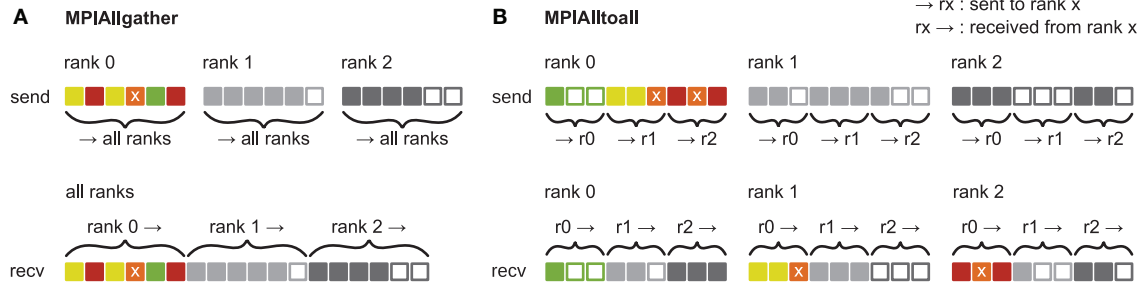 → rx : sent to rank x
rx → : received from rank x
A MPIAllgather
rank 0 rank 1 rank 2
send x
→ all ranks → all ranks → all ranks
all ranks
rank 0 → rank 1 → rank 2 →
recv x
B MPIAlltoall
rank 0 rank 1 rank 2
send x x
→ r0 → r1 → r2 → r0 → r1 → r2 → r0 → r1 → r2
rank 0 rank 1 rank 2
r0 → r1 → r2 → r0 → r1 → r2 → r0 → r1 → r2 →
recv x x